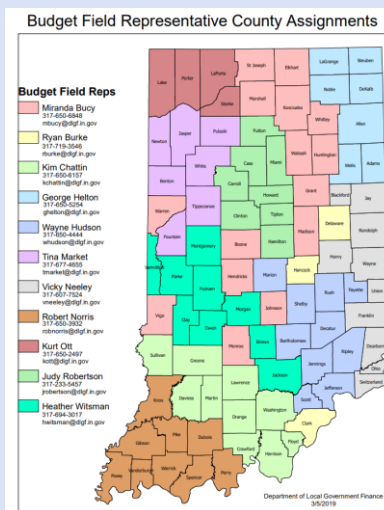 Budget Field Representative County Assignments
Budget Field Reps
Miranda Bucy
317-650-6848
mbucy@dlgf.in.gov
Ryan Burke
317-719-3546
rburke@dlgf.in.gov
Kim Chattin
317-650-6157
kchattin@dlgf.in.gov
George Helton
317-650-5254
ghelton@dlgf.in.gov
Wayne Hudson
317-650-4444
whudson@dlgf.in.gov
Tina Market
317-677-4655
tmarket@dlgf.in.gov
Vicky Neeley
317-607-7524
vneeley@dlgf.in.gov
Robert Norris
317-650-3932
robnorris@dlgf.in.gov
Kurt Ott
317-650-2497
kott@dlgf.in.gov
Judy Robertson
317-233-5457
jrobertson@dlgf.in.gov
Heather Witsman
317-694-3017
hwitsman@dlgf.in.gov
LaGrange Steuben
St Joseph Elkhart
Lake Porter LaPorte
Noble DeKalb
Starke Marshall Kosciusko
Whitley Allen
Newton Jasper Pulaski Fulton
Wabash Huntington
White Cass Miami
Wells Adams
Benton Carroll
Grant Blackford Jay
Howard
Warren Tippecanoe Clinton Tipton
Madison Delaware Randolph
Fountain Montgomery Boone Hamilton
Henry Wayne
Vermillion Parke Hendricks Marion Hancock
Putnam
Rush Fayette Union
Shelby
Vigo Clay Owen Morgan Johnson
Franklin
Decatur
Monroe Brown Bartholomew
Dearborn
Ripley
Sullivan Greene
Jennings Ohio
Jackson
Lawrence Jefferson Switzerland
Knox Daviess Martin
Scott
Washington
Orange
Clark
Gibson Pike Dubois
Floyd
Crawford Harrison
Posey Vanderburgh Warrick Spencer Perry
Department of Local Government Finance
3/5/2019